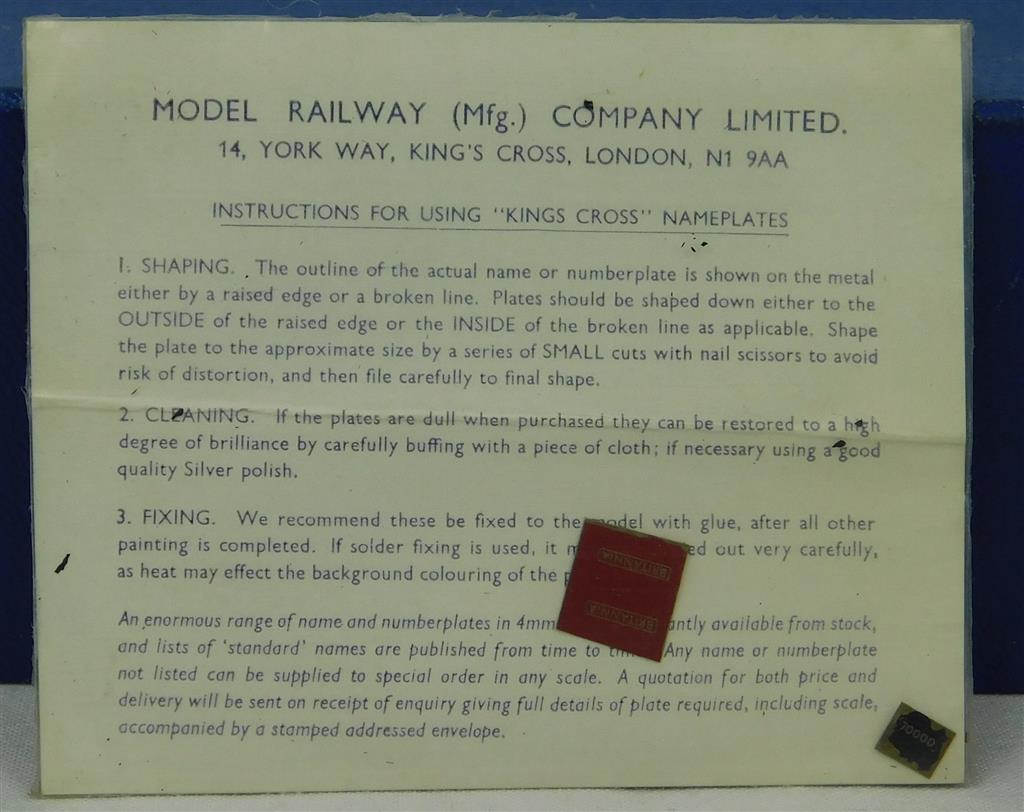 MODEL RAILWAY (Mfg.) COMPANY LIMITED.
14, YORK WAY, KING'S CROSS, LONDON, N1 9AA
INSTRUCTIONS FOR USING "KINGS CROSS" NAMEPLATES
1. SHAPING. The outline of the actual name or numberplate is shown on the metal
either by a raised edge or a broken line. Plates should be shaped down either to the
OUTSIDE of the raised edge or the INSIDE of the broken line as applicable. Shape
the plate to the approximate size by a series of SMALL cuts with nail scissors to avoid
risk of distortion, and then file carefully to final shape.
2. CLEANING. If the plates are dull when purchased they can be restored to a high
degree of brilliance by carefully buffing with a piece of cloth; if necessary using a good
quality Silver polish.
3. FIXING. We recommend these be fixed to the model with glue, after all other
painting is completed. If solder fixing is used, it out very carefully,
as heat may effect the background colouring of the
An enormous range of name and numberplates in 4mm available from stock,
and lists of 'standard' names are published from time to Any name or numberplate
not listed can be supplied to special order in any scale. A quotation for both price and
delivery will be sent on receipt of enquiry giving full details of plate required, including scale,
accompanied by a stamped addressed envelope.
BRITANNIA
BRITANNIA
70000